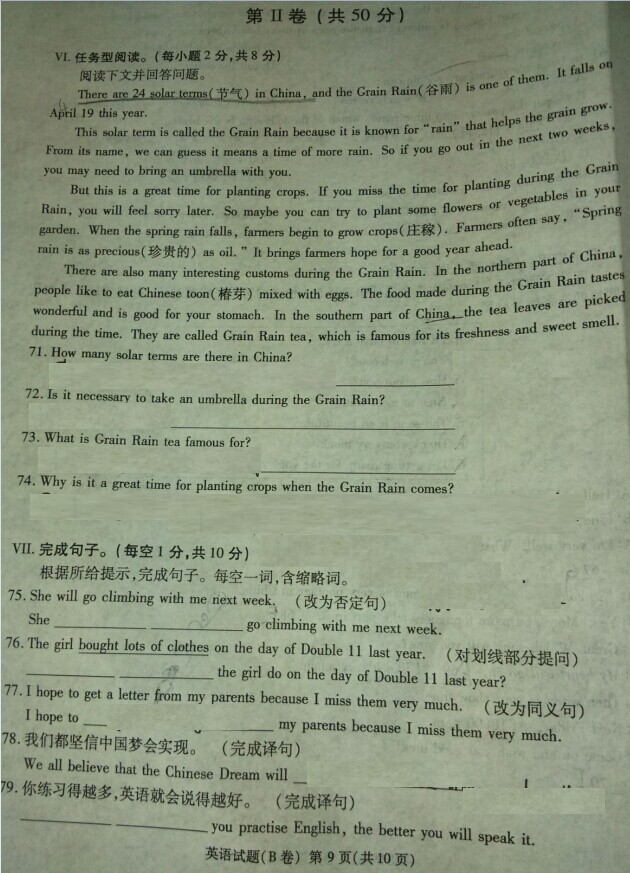 第 II 卷 (共 50 分)
VI. 任务型阅读。(每小题 2 分,共 8 分)
阅读下文并回答问题。
There are 24 solar terms(节气) in China, and the Grain Rain(谷雨) is one of them. It falls on
April 19 this year.
This solar term is called the Grain Rain because it is known for “rain” that helps the grain grow.
From its name, we can guess it means a time of more rain. So if you go out in the next two weeks,
you may need to bring an umbrella with you.
But this is a great time for planting crops. If you miss the time for planting during the Grain
Rain, you will feel sorry later. So maybe you can try to plant some flowers or vegetables in your
garden. When the spring rain falls, farmers begin to grow crops(庄稼). Farmers often say, “Spring
rain is as precious(珍贵的) as oil.” It brings farmers hope for a good year ahead.
There are also many interesting customs during the Grain Rain. In the northern part of China,
people like to eat Chinese toon(椿芽) mixed with eggs. The food made during the Grain Rain tastes
wonderful and is good for your stomach. In the southern part of China, the tea leaves are picked
during the time. They are called Grain Rain tea, which is famous for its freshness and sweet smell.
71. How many solar terms are there in China?
72. Is it necessary to take an umbrella during the Grain Rain?
73. What is Grain Rain tea famous for?
74. Why is it a great time for planting crops when the Grain Rain comes?
VII. 完成句子。(每空 1 分,共 10 分)
根据所给提示,完成句子。每空一词,含缩略词。
75. She will go climbing with me next week. (改为否定句)
She ________ ________ go climbing with me next week.
76. The girl bought lots of clothes on the day of Double 11 last year. (对划线部分提问)
________ ________ the girl do on the day of Double 11 last year?
77. I hope to get a letter from my parents because I miss them very much. (改为同义句)
I hope to ________ ________ my parents because I miss them very much.
78. 我们都坚信中国梦会实现。 (完成译句)
We all believe that the Chinese Dream will ________
79. 你练习得越多,英语就会说得越好。 (完成译句)
________ ________ you practise English, the better you will speak it.
英语试题(B 卷) 第 9 页(共 10 页)